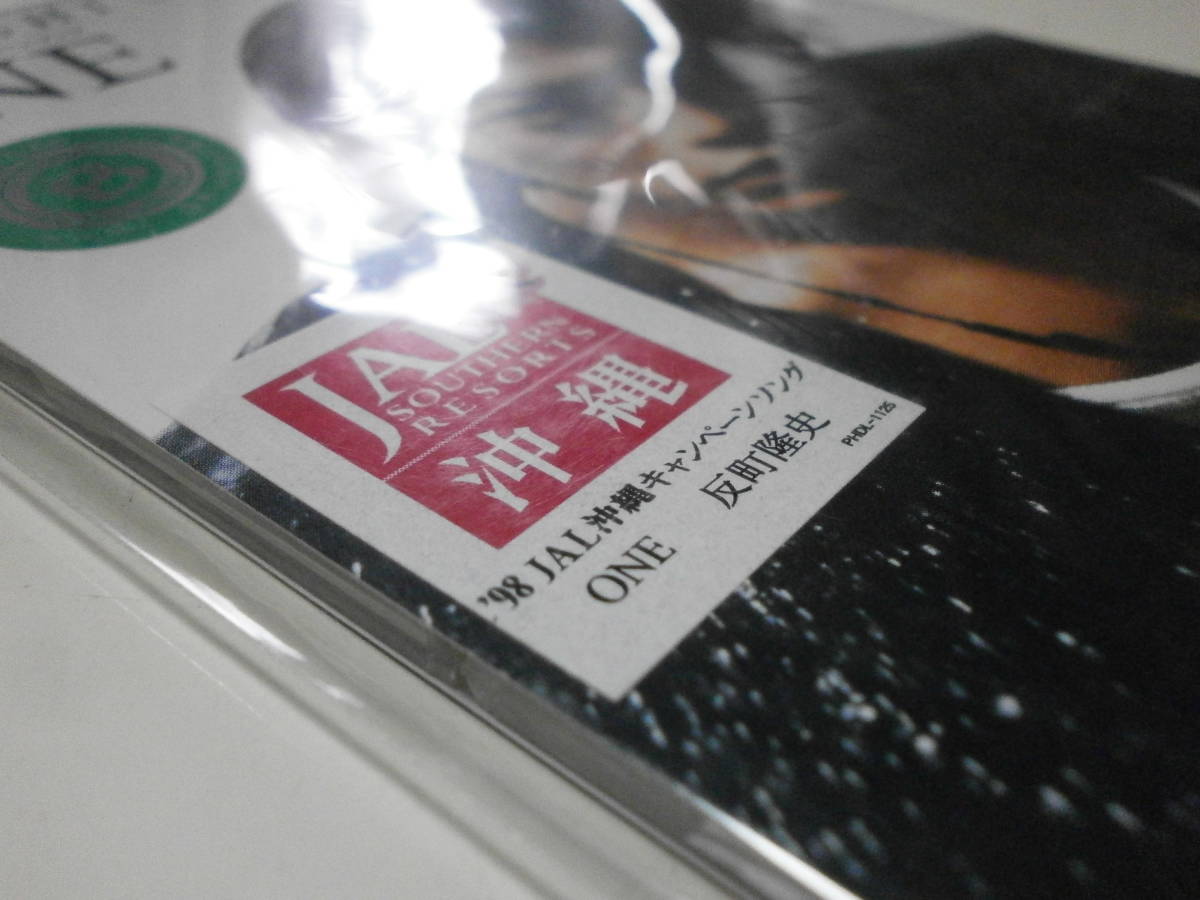 NE
JAL
SOUTHERN
RESORTS
沖縄
'98 JAL沖縄キャンペーンソング
ONE 反町隆史
PHDL-1125